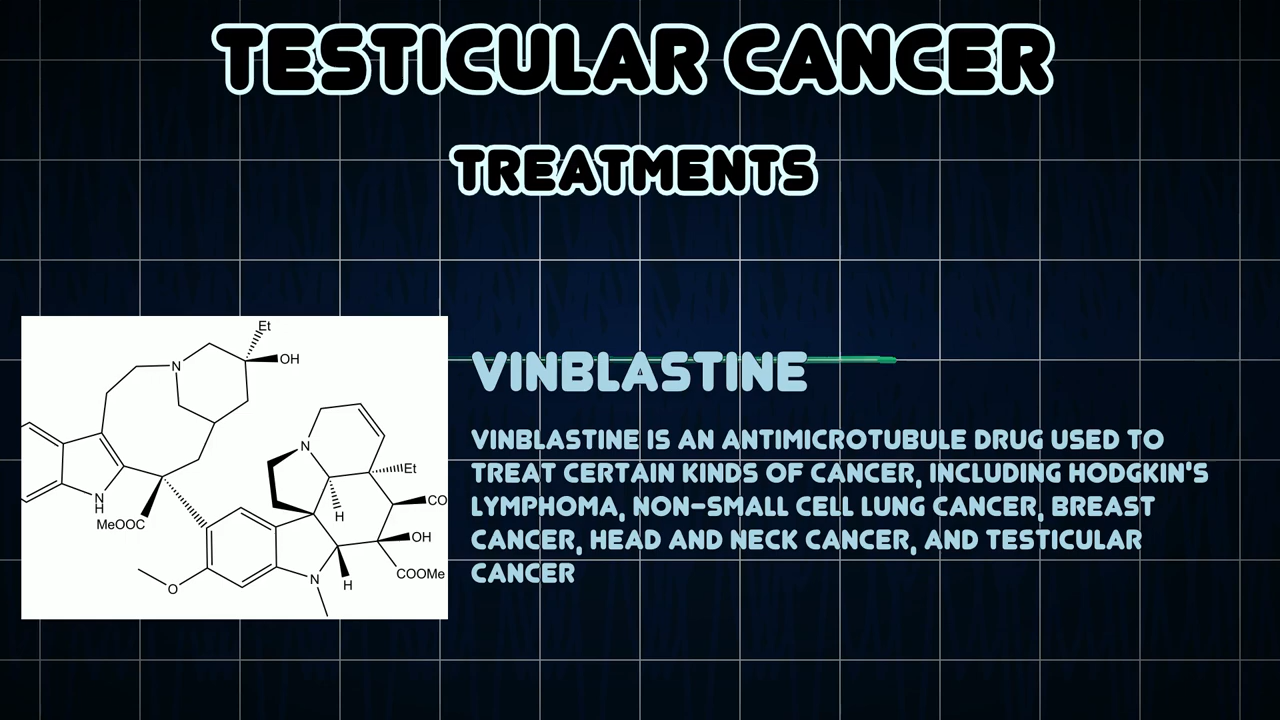 TESTICULAR CANCER
TREATMENTS
Et
N
OH
N
H
MeOOC
O
N
H
Et
CO
OH
COOMe
N
H
VINBLASTINE
VINBLASTINE IS AN ANTIMICROTUBULE DRUG USED TO
TREAT CERTAIN KINDS OF CANCER, INCLUDING HODGKIN'S
LYMPHOMA, NON-SMALL CELL LUNG CANCER, BREAST
CANCER, HEAD AND NECK CANCER, AND TESTICULAR
CANCER